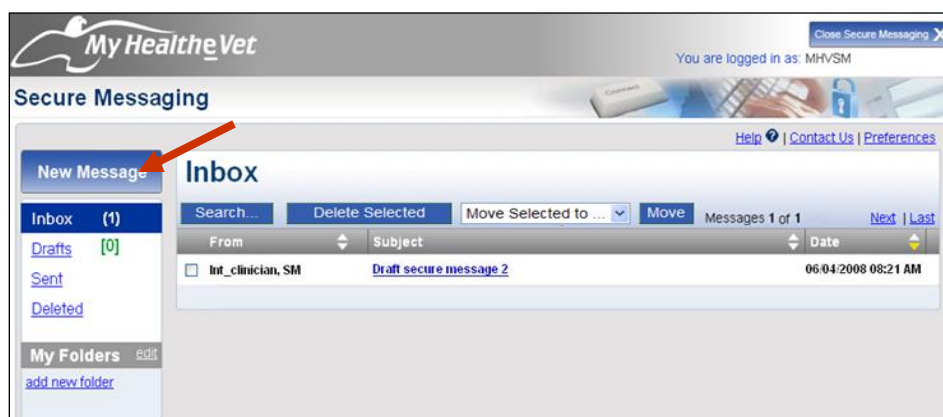 My HealtheVet
Close Secure Messaging X
You are logged in as: MHVSM
Secure Messaging
Help ? | Contact Us | Preferences
New Message
Inbox
Search... Delete Selected Move Selected to ... Move Messages 1 of 1 Next | Last
Inbox (1)
Drafts [0]
Sent
Deleted
My Folders edit
add new folder
From Subject Date
Int_clinician, SM Draft secure message 2 06/04/2008 08:21 AM